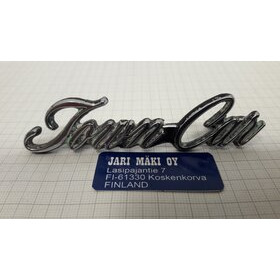 Town Car
JARI MÄKI OY
Lasipajantie 7
FI-61330 Koskenkorva
FINLAND